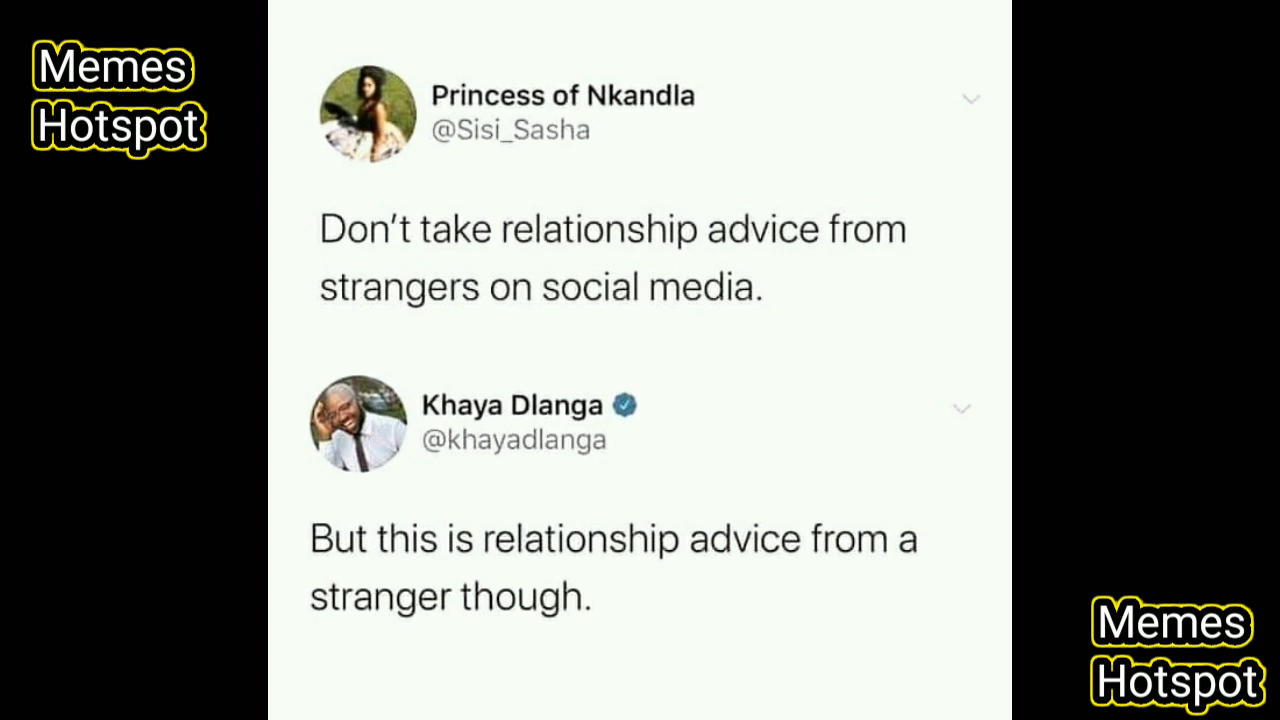 Memes
Hotspot
Princess of Nkandla
@Sisi_Sasha
Don't take relationship advice from
strangers on social media.
Khaya Dlanga
@khayadlanga
But this is relationship advice from a
stranger though.
Memes
Hotspot